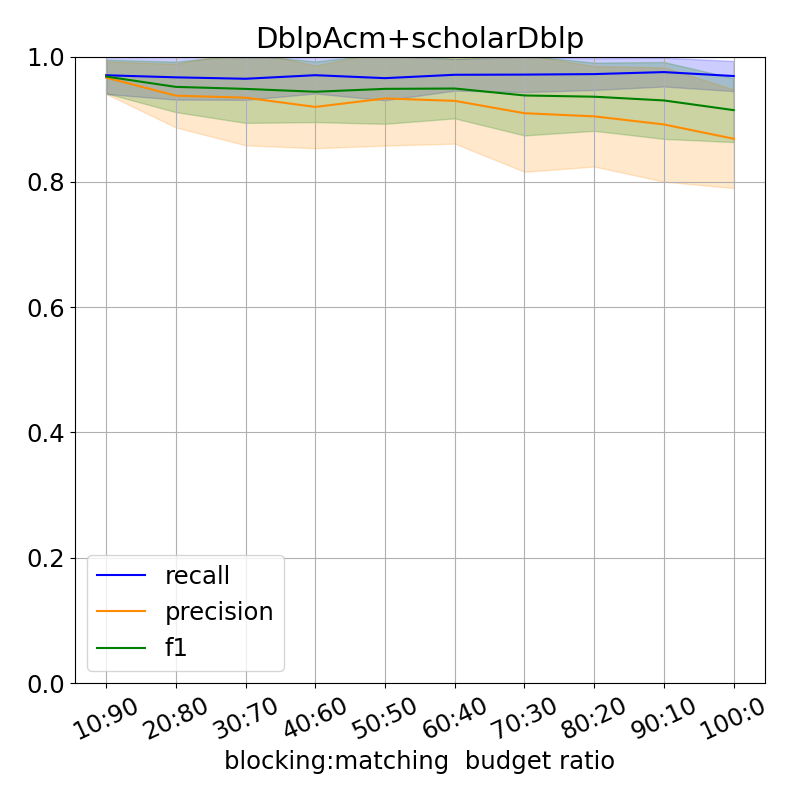 DblpAcm+scholarDblp
1.0
0.8
0.6
0.4
0.2
0.0
recall
precision
f1
10:90 20:80 30:70 40:60 50:50 60:40 70:30 80:20 90:10 100:0
blocking:matching  budget ratio